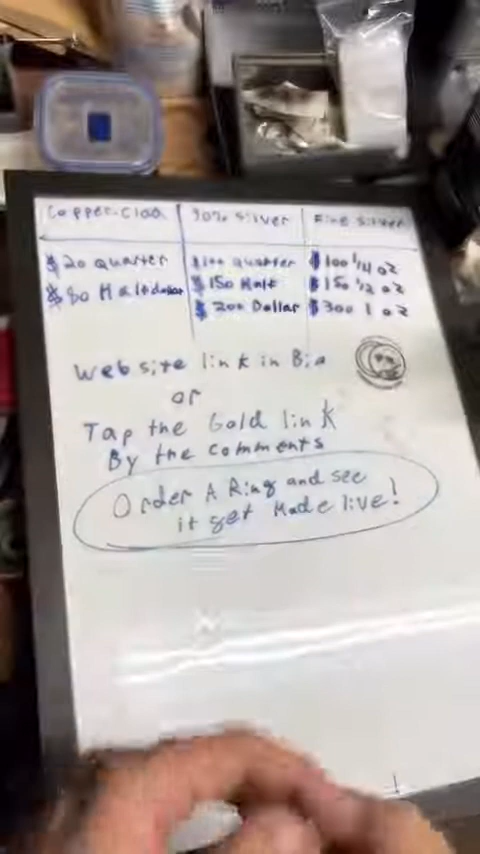 Copper-Clad 90% Silver Fine Silver
$20 Quarter $100 Quarter $100 1/4 oz
$80 Half dollar $150 Half $150 1/2 oz
$200 Dollar $300 1 oz
Website link in Bio
or
Tap the Gold link
By the comments
Order A Ring and see
it get Made live!